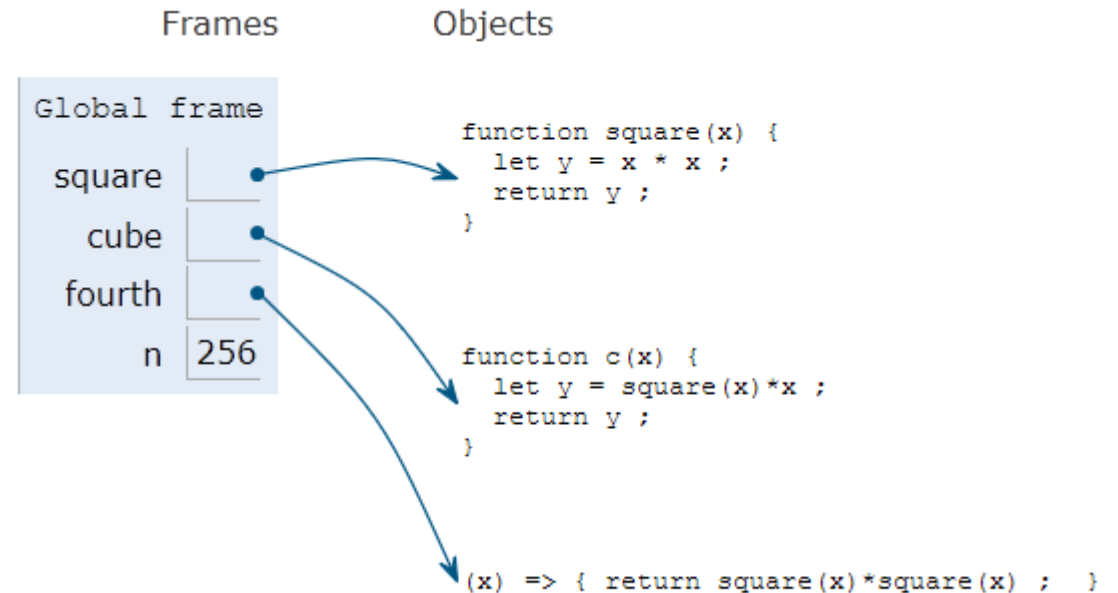 Frames Objects
Global frame
square
cube
fourth
n 256
function square(x) {
  let y = x * x ;
  return y ;
}
function c(x) {
  let y = square(x)*x ;
  return y ;
}
(x) => { return square(x)*square(x) ;  }